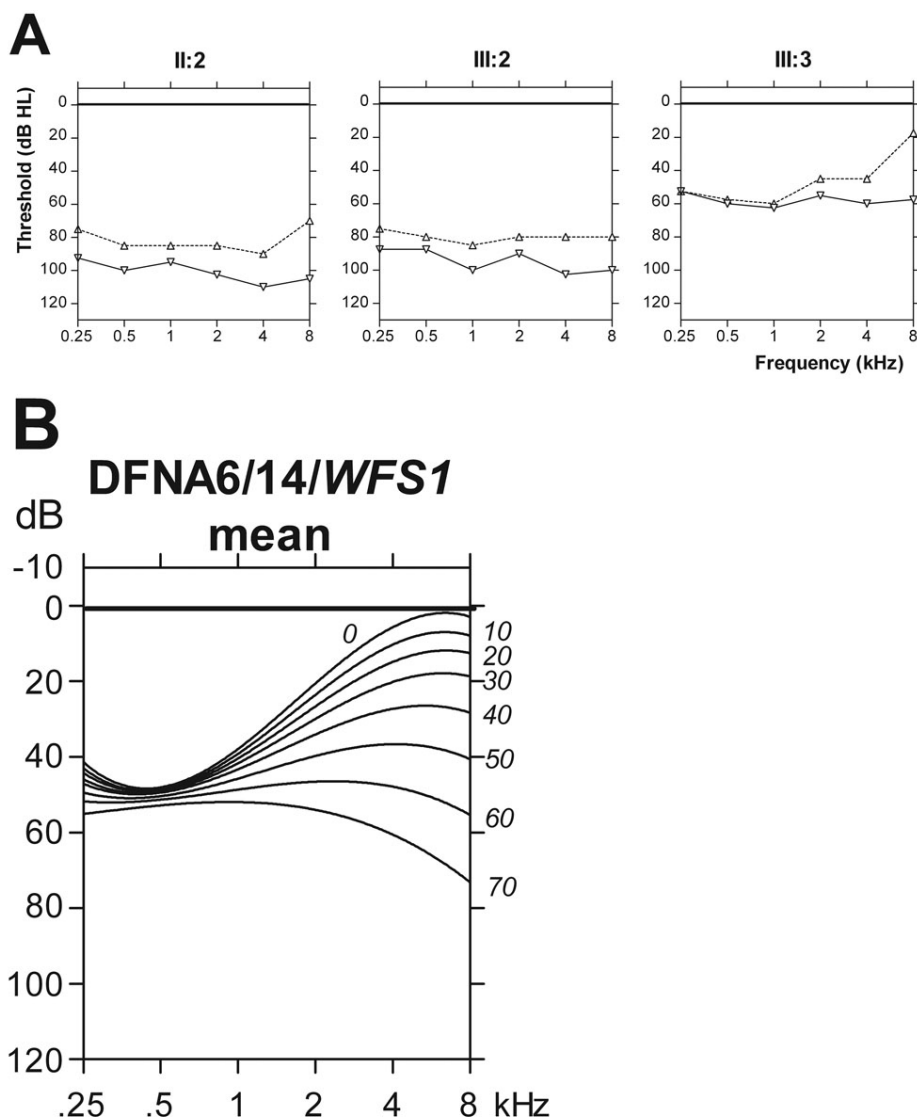 A
II:2 III:2 III:3
Threshold (dB HL)
0 0 0
20 20 20
40 40 40
60 60 60
80 80 80
100 100 100
120 120 120
0.25 0.5 1 2 4 8 0.25 0.5 1 2 4 8 0.25 0.5 1 2 4 8
Frequency (kHz)
B
DFNA6/14/WFS1
dB mean
-10
0
0 10
20
20 30
40
40 50
60
60
70
80
100
120
.25 .5 1 2 4 8 kHz